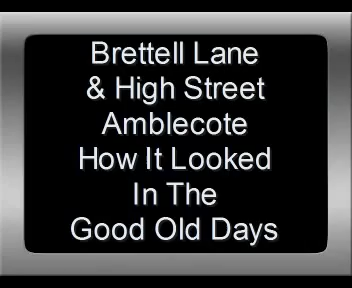 Brettell Lane
& High Street
Amblecote
How It Looked
In The
Good Old Days